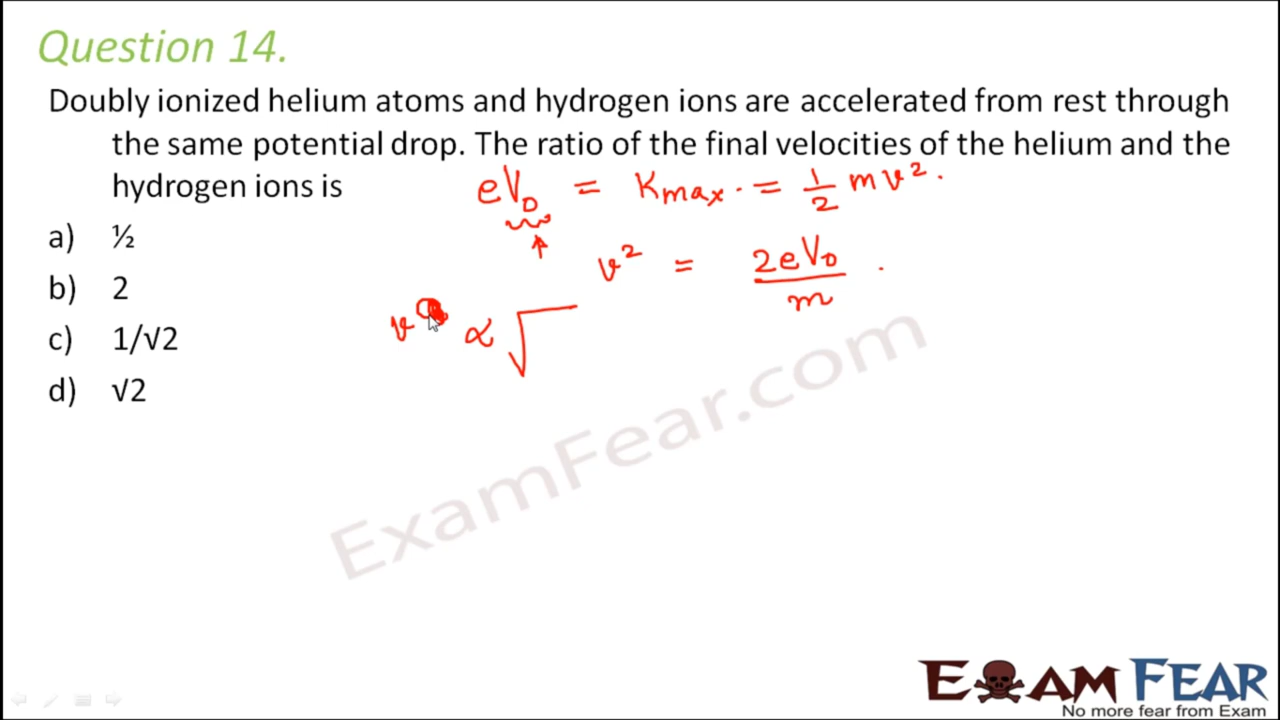 Question 14.
Doubly ionized helium atoms and hydrogen ions are accelerated from rest through
the same potential drop. The ratio of the final velocities of the helium and the
hydrogen ions is
eV₀ = Kmax. = 1/2 mv².
a) ½
v² = 2eV₀/m .
b) 2
v ∝ √
c) 1/√2
d) √2
ExamFear.com
EXAM FEAR
No more fear from Exam